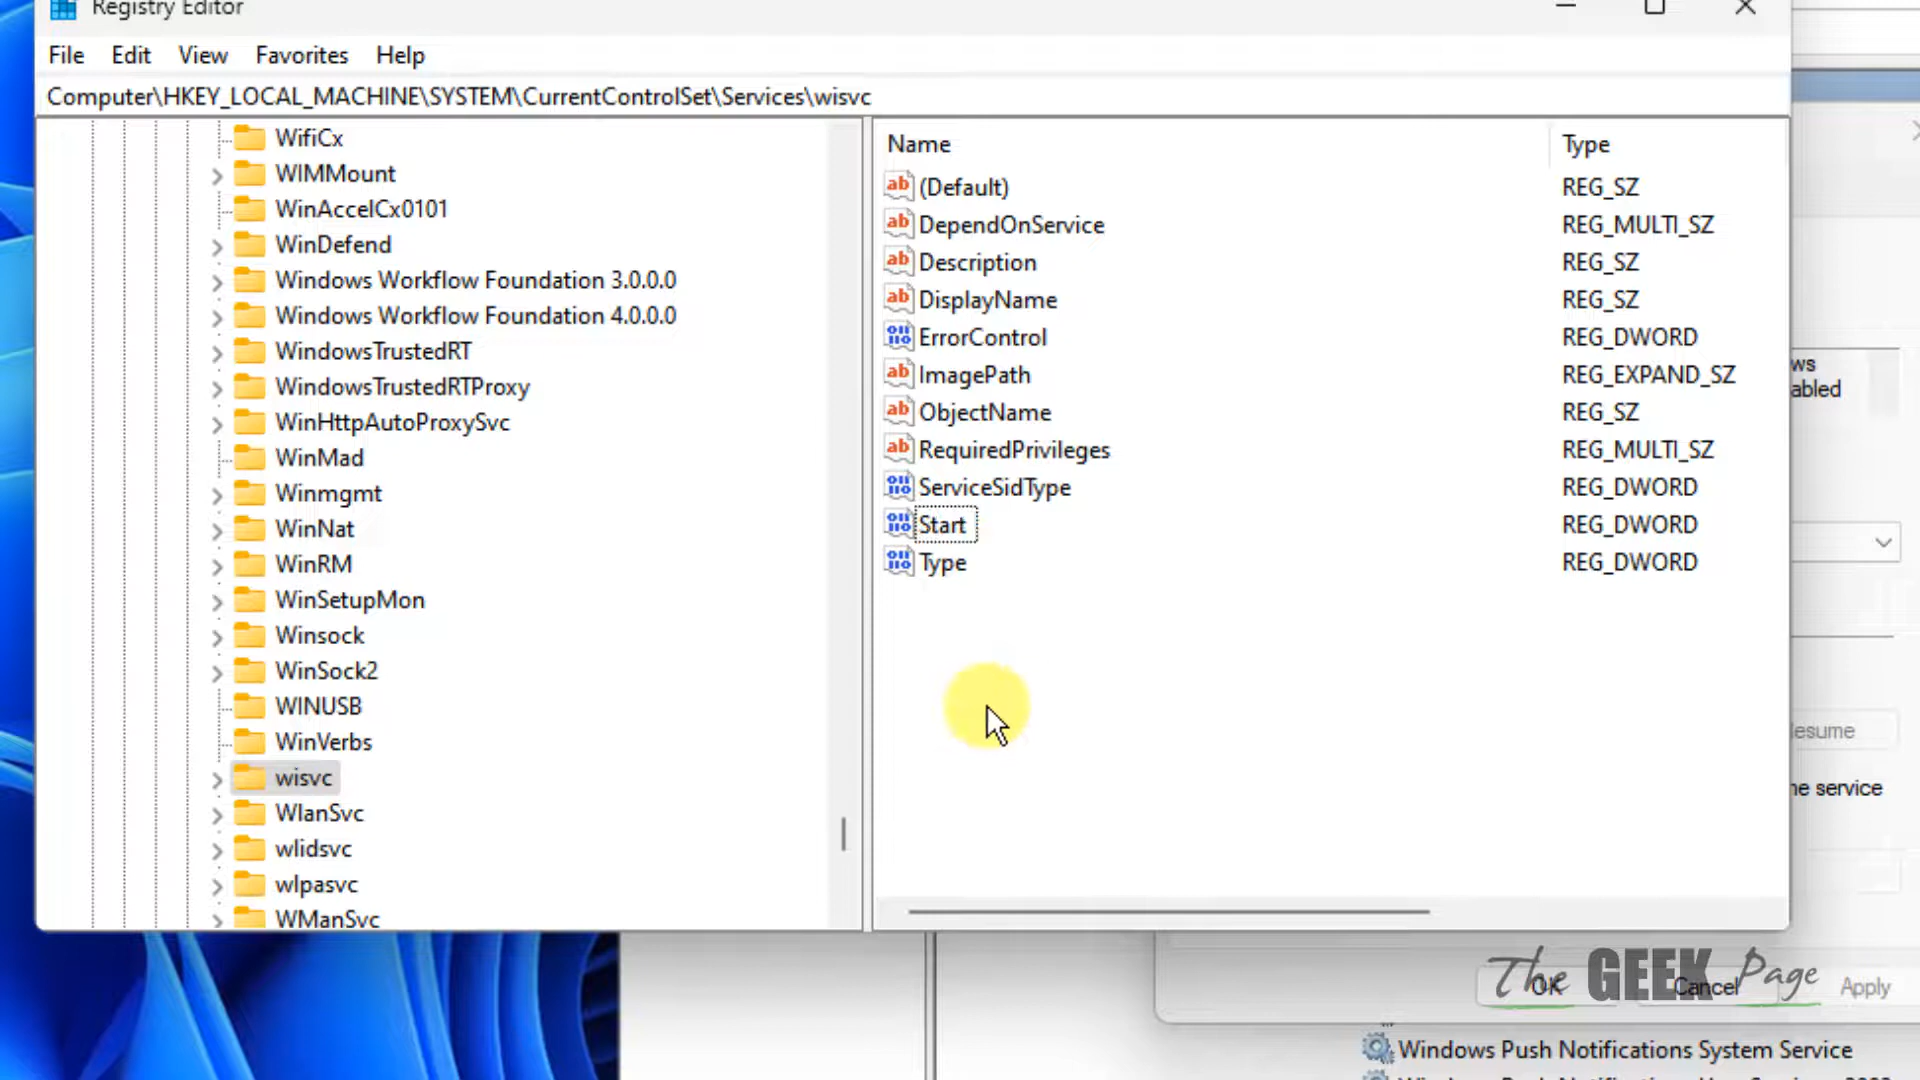 Registry Editor
File Edit View Favorites Help
Computer\HKEY_LOCAL_MACHINE\SYSTEM\CurrentControlSet\Services\wisvc
WifiCx
WIMMount
WinAccelCx0101
WinDefend
Windows Workflow Foundation 3.0.0.0
Windows Workflow Foundation 4.0.0.0
WindowsTrustedRT
WindowsTrustedRTProxy
WinHttpAutoProxySvc
WinMad
Winmgmt
WinNat
WinRM
WinSetupMon
Winsock
WinSock2
WINUSB
WinVerbs
wisvc
WlanSvc
wlidsvc
wlpasvc
WManSvc
Name Type
(Default) REG_SZ
DependOnService REG_MULTI_SZ
Description REG_SZ
DisplayName REG_SZ
ErrorControl REG_DWORD
ImagePath REG_EXPAND_SZ
ObjectName REG_SZ
RequiredPrivileges REG_MULTI_SZ
ServiceSidType REG_DWORD
Start REG_DWORD
Type REG_DWORD
ws
abled
esume
he service
OK Cancel Apply
The GEEK Page
Windows Push Notifications System Service